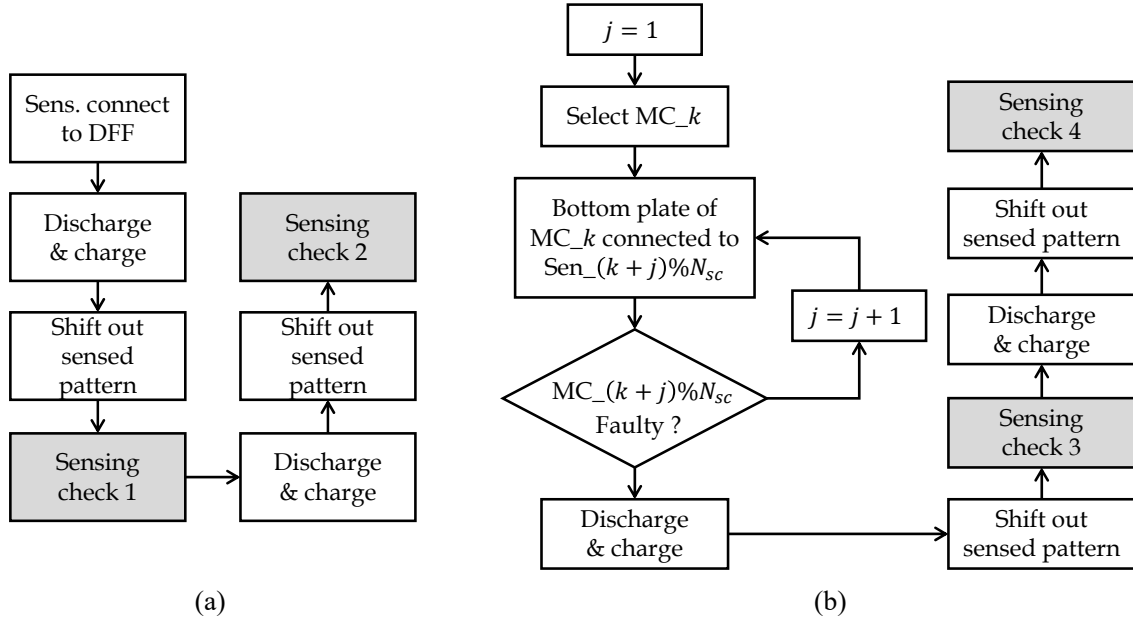 Sens. connect
to DFF
Discharge
& charge
Shift out
sensed
pattern
Sensing
check 1
Discharge
& charge
Shift out
sensed
pattern
Sensing
check 2
(a)
j = 1
Select MC_k
Bottom plate of
MC_k connected to
Sen_(k + j)%N_sc
j = j + 1
MC_(k + j)%N_sc
Faulty ?
Discharge
& charge
Shift out
sensed pattern
Sensing
check 3
Discharge
& charge
Shift out
sensed pattern
Sensing
check 4
(b)